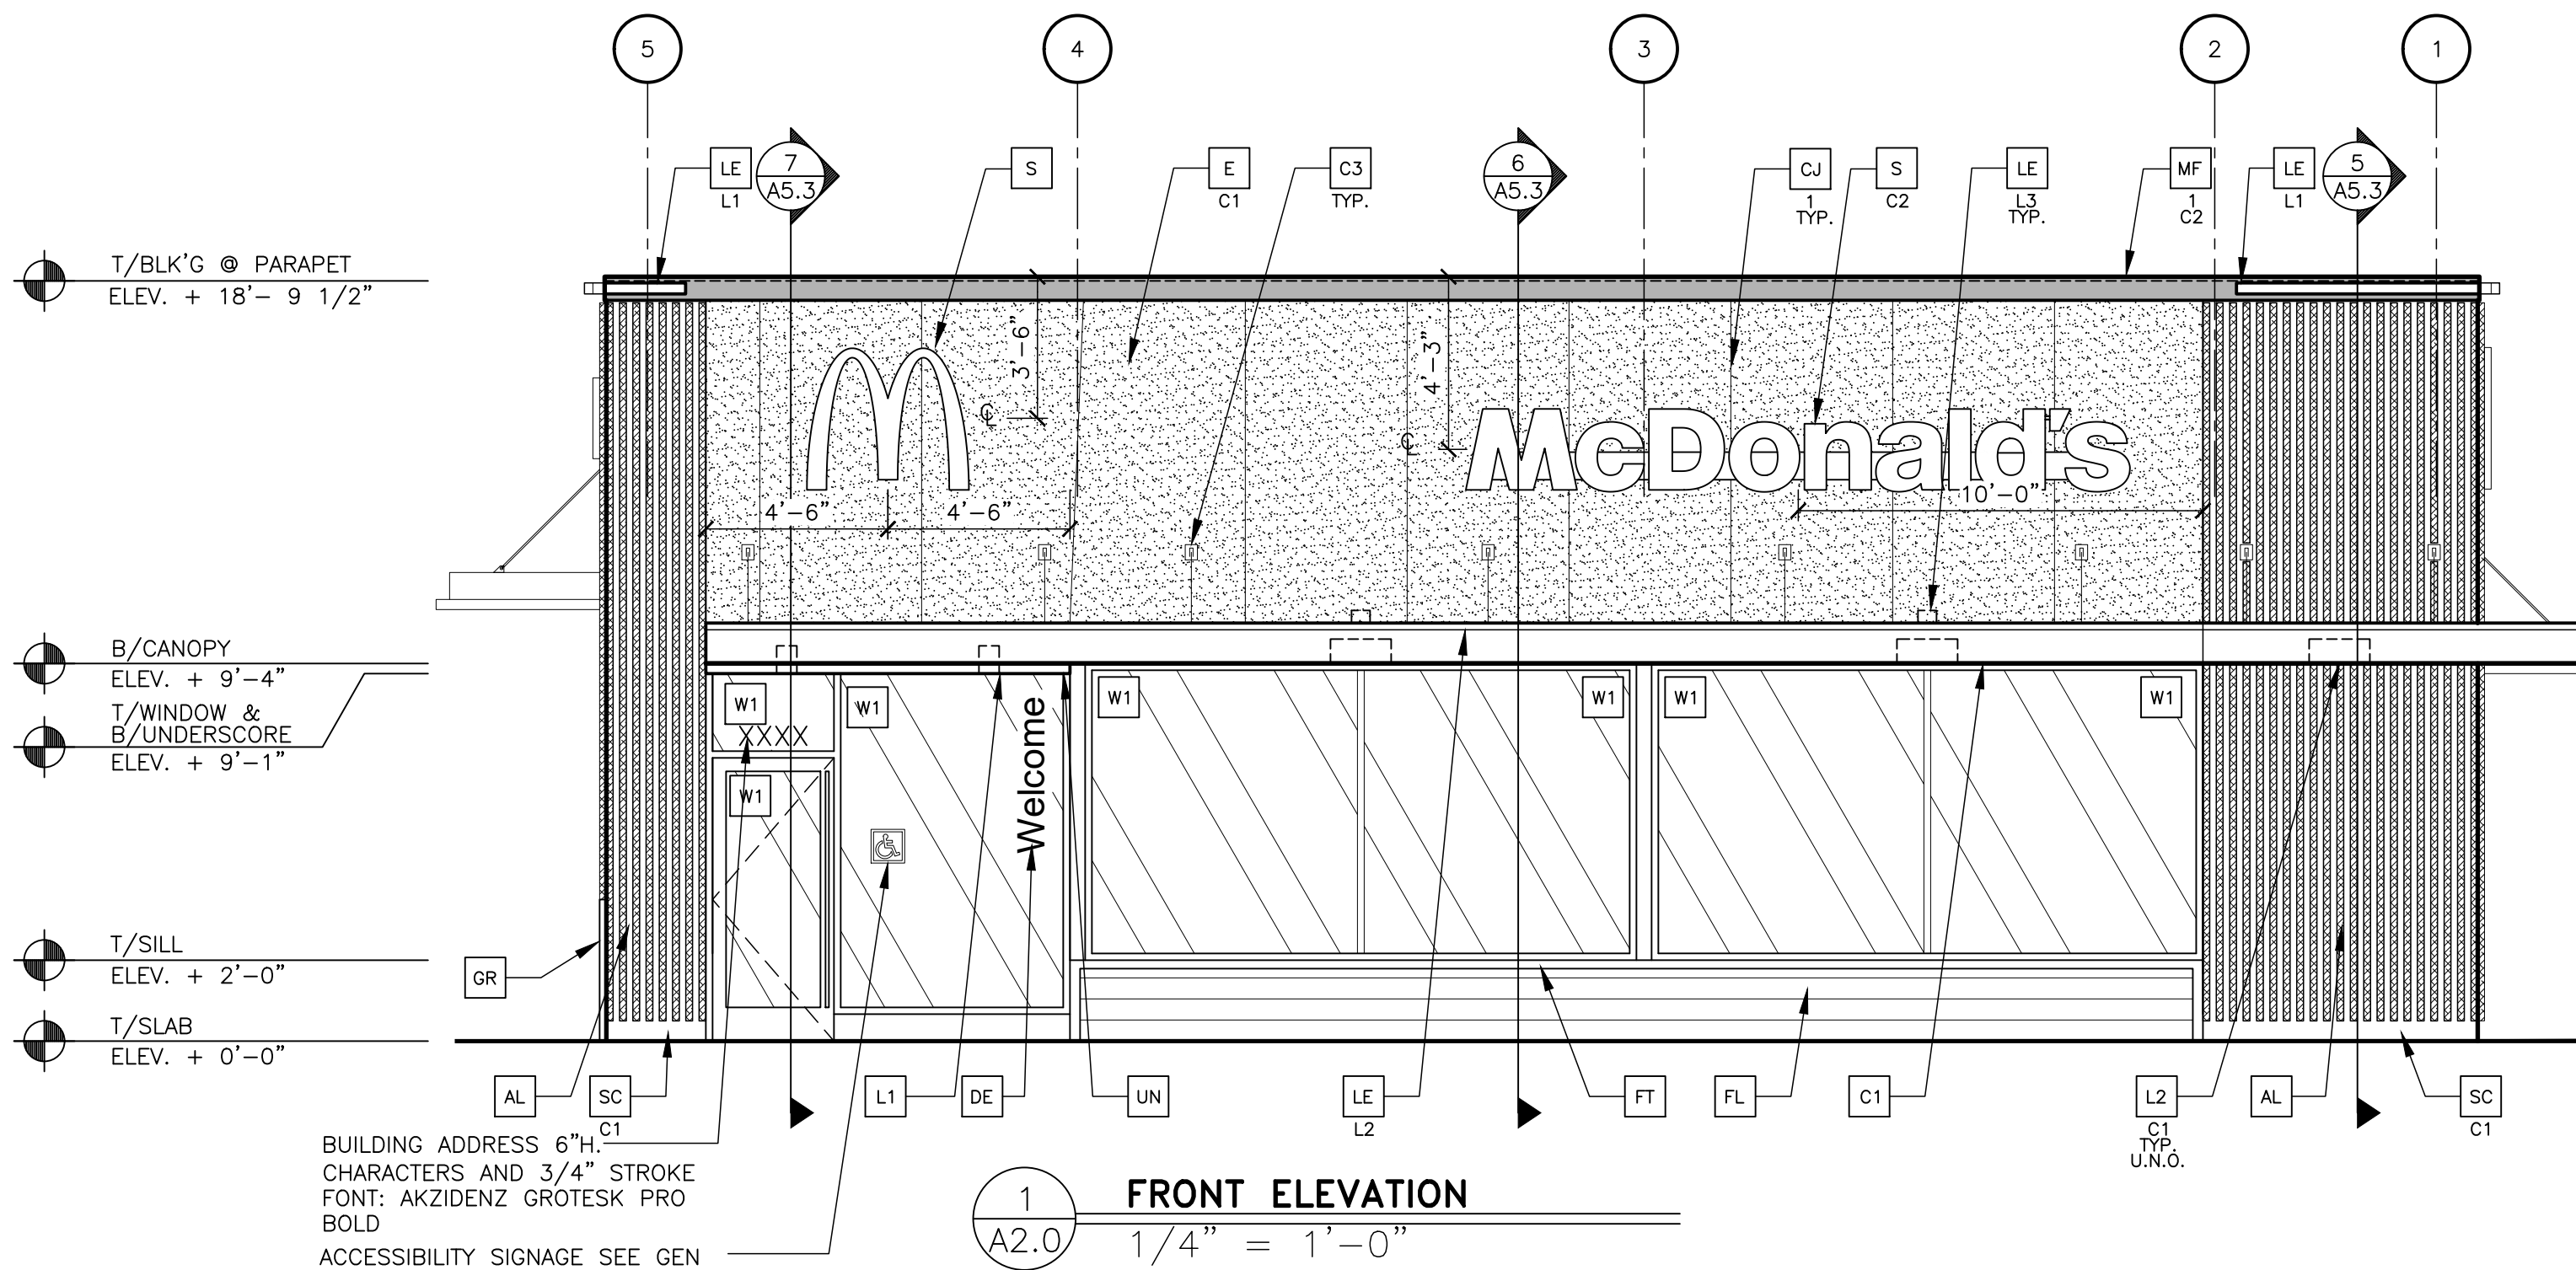 5
4
3
2
1
LE
L1
7
A5.3
S
E
C1
C3
TYP.
6
A5.3
CJ
1
TYP.
S
C2
LE
L3
TYP.
MF
1
C2
LE
L1
5
A5.3
T/BLK'G @ PARAPET
ELEV. + 18'- 9 1/2"
3'-6"
4'-3"
℄
℄
McDonald's
4'-6"
4'-6"
10'-0"
B/CANOPY
ELEV. + 9'-4"
T/WINDOW &
B/UNDERSCORE
ELEV. + 9'-1"
W1
XXXX
W1
W1
Welcome
W1
W1
W1
W1
T/SILL
ELEV. + 2'-0"
GR
T/SLAB
ELEV. + 0'-0"
AL
SC
C1
L1
DE
UN
LE
L2
FT
FL
C1
L2
C1
TYP.
U.N.O.
AL
SC
C1
BUILDING ADDRESS 6"H.
CHARACTERS AND 3/4" STROKE
FONT: AKZIDENZ GROTESK PRO
BOLD
ACCESSIBILITY SIGNAGE SEE GEN
1
A2.0
FRONT ELEVATION
1/4" = 1'-0"